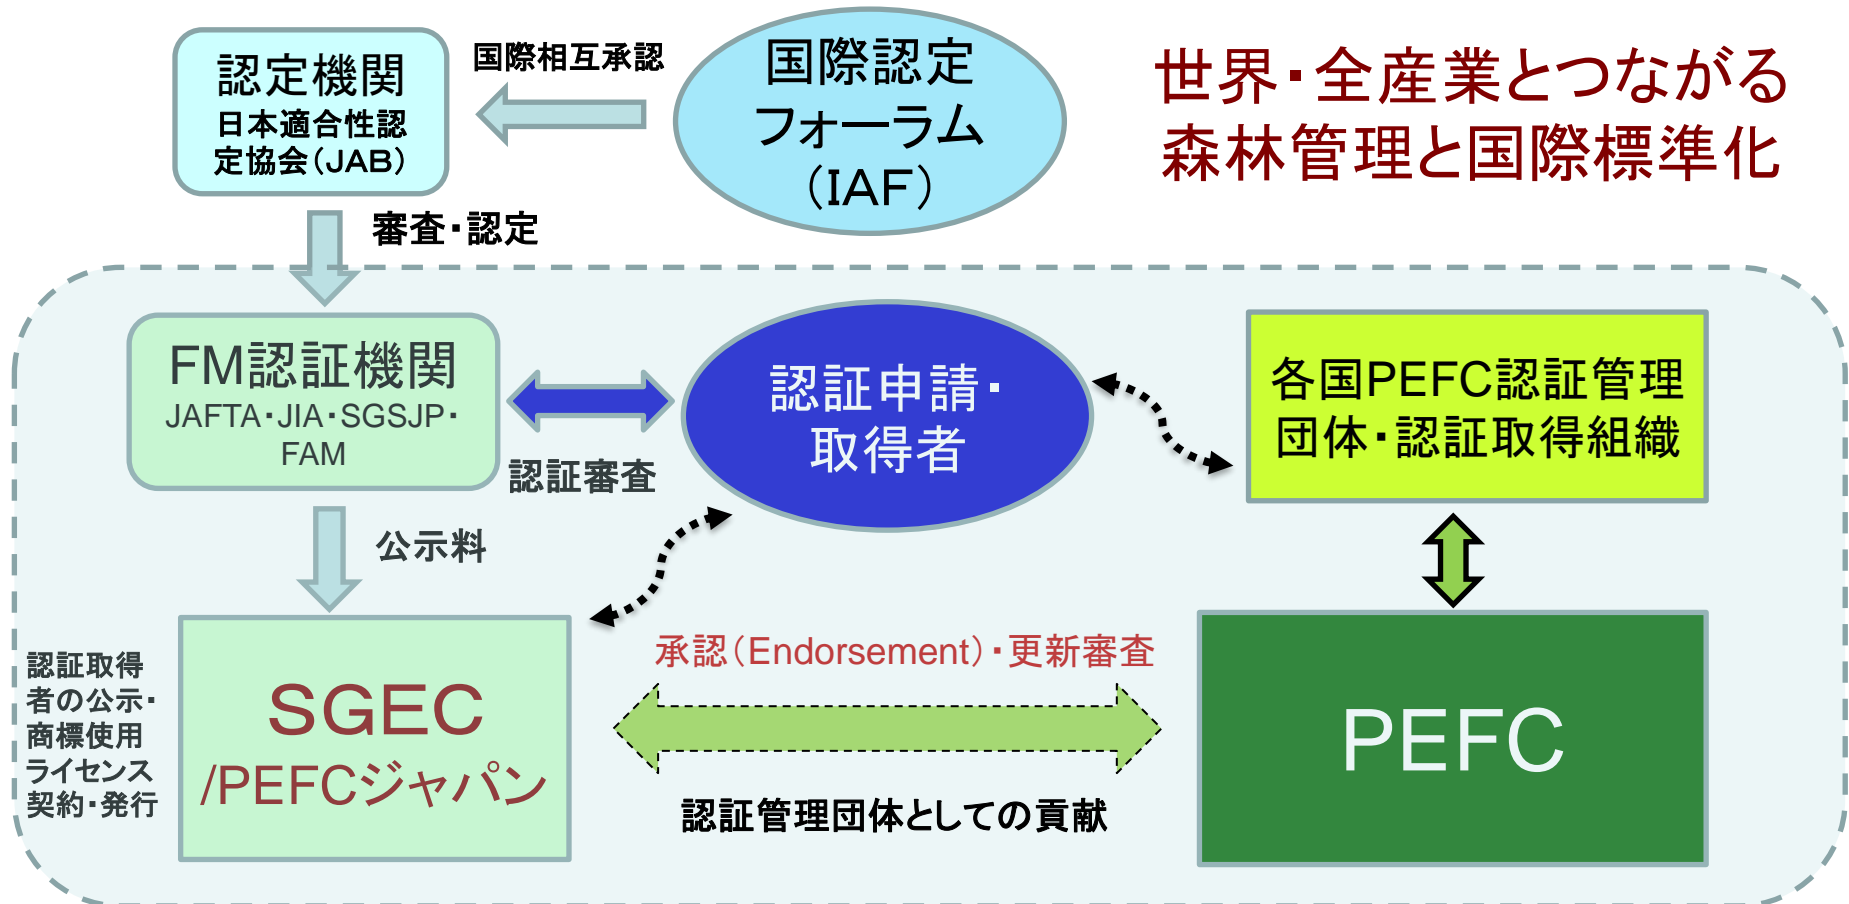 認定機関
日本適合性認
定協会（JAB）
国際相互承認
国際認定
フォーラム
（IAF）
世界・全産業とつながる
森林管理と国際標準化
審査・認定
FM認証機関
JAFTA・JIA・SGSJP・
FAM
認証審査
認証申請・
取得者
各国PEFC認証管理
団体・認証取得組織
公示料
認証取得
者の公示・
商標使用
ライセンス
契約・発行
SGEC
/PEFCジャパン
承認（Endorsement）・更新審査
認証管理団体としての貢献
PEFC